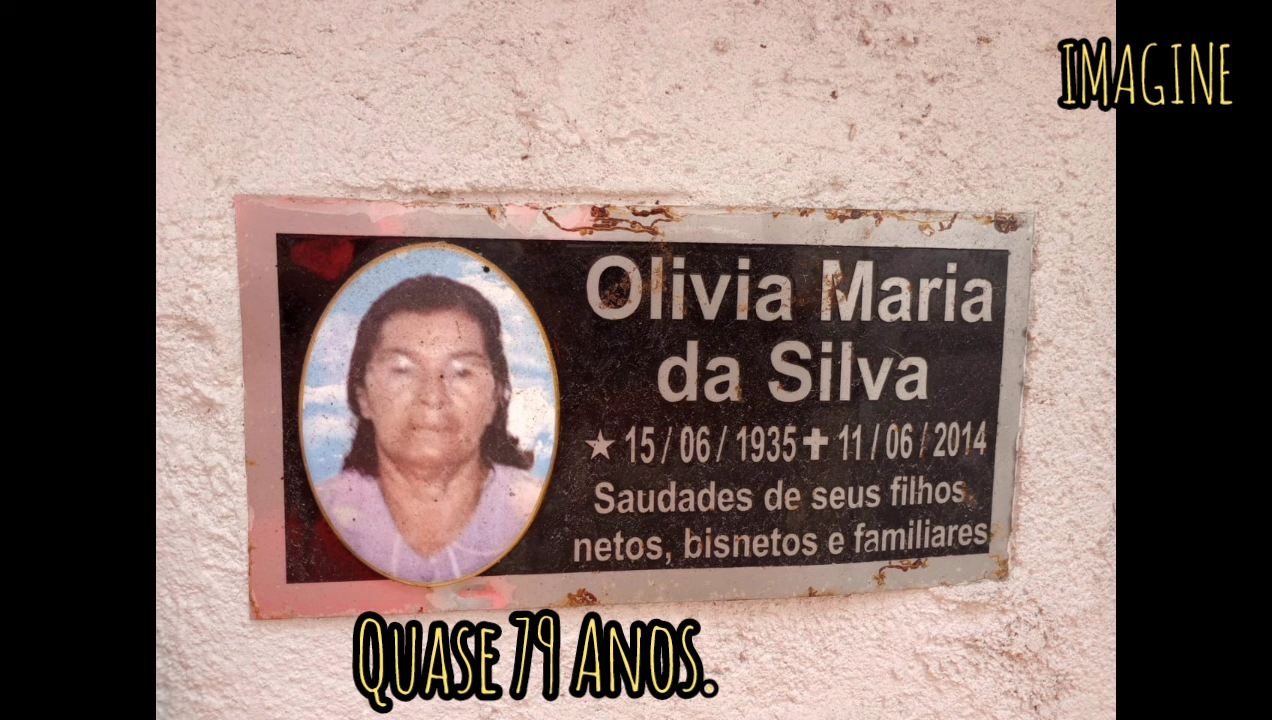 IMAGINE
Olivia Maria
da Silva
★ 15 / 06 / 1935 ✝ 11 / 06 / 2014
Saudades de seus filhos,
netos, bisnetos e familiares
QUASE 79 ANOS.